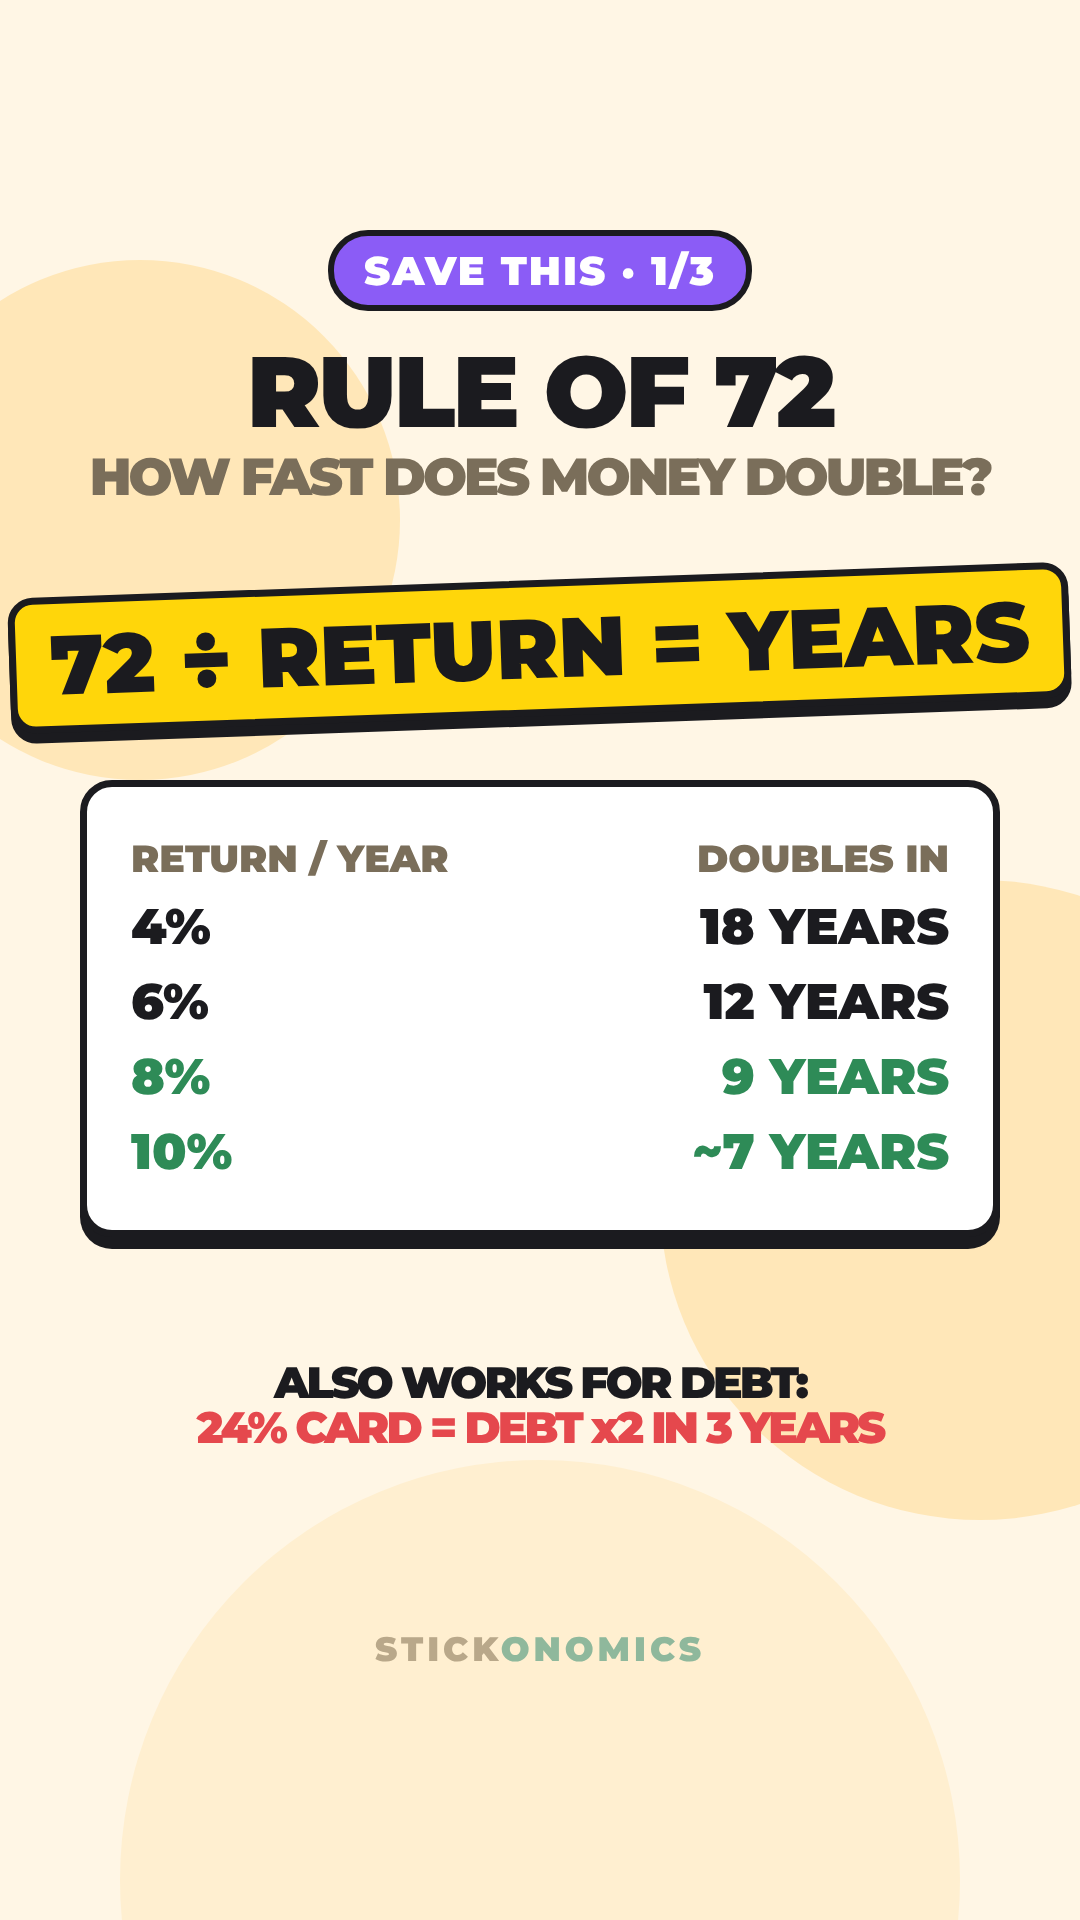 SAVE THIS · 1/3
RULE OF 72
HOW FAST DOES MONEY DOUBLE?
72 ÷ RETURN = YEARS
RETURN / YEAR DOUBLES IN
4% 18 YEARS
6% 12 YEARS
8% 9 YEARS
10% ~7 YEARS
ALSO WORKS FOR DEBT:
24% CARD = DEBT x2 IN 3 YEARS
STICKONOMICS